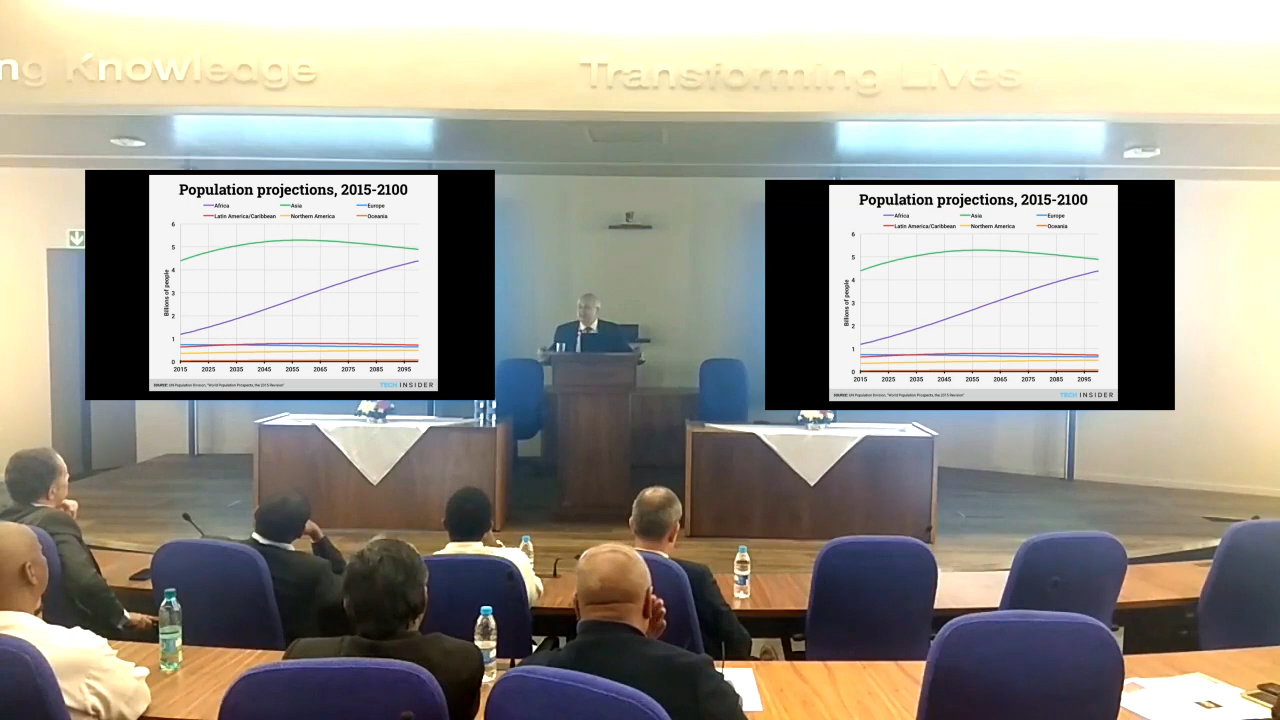 ng Knowledge
Transforming Lives
Population projections, 2015-2100
Africa Asia Europe
Latin America/Caribbean Northern America Oceania
Billions of people
6
5
4
3
2
1
0
2015 2025 2035 2045 2055 2065 2075 2085 2095
SOURCE: UN Population Division, "World Population Prospects, the 2015 Revision"
TECH INSIDER
Population projections, 2015-2100
Africa Asia Europe
Latin America/Caribbean Northern America Oceania
Billions of people
6
5
4
3
2
1
0
2015 2025 2035 2045 2055 2065 2075 2085 2095
SOURCE: UN Population Division, "World Population Prospects, the 2015 Revision"
TECH INSIDER